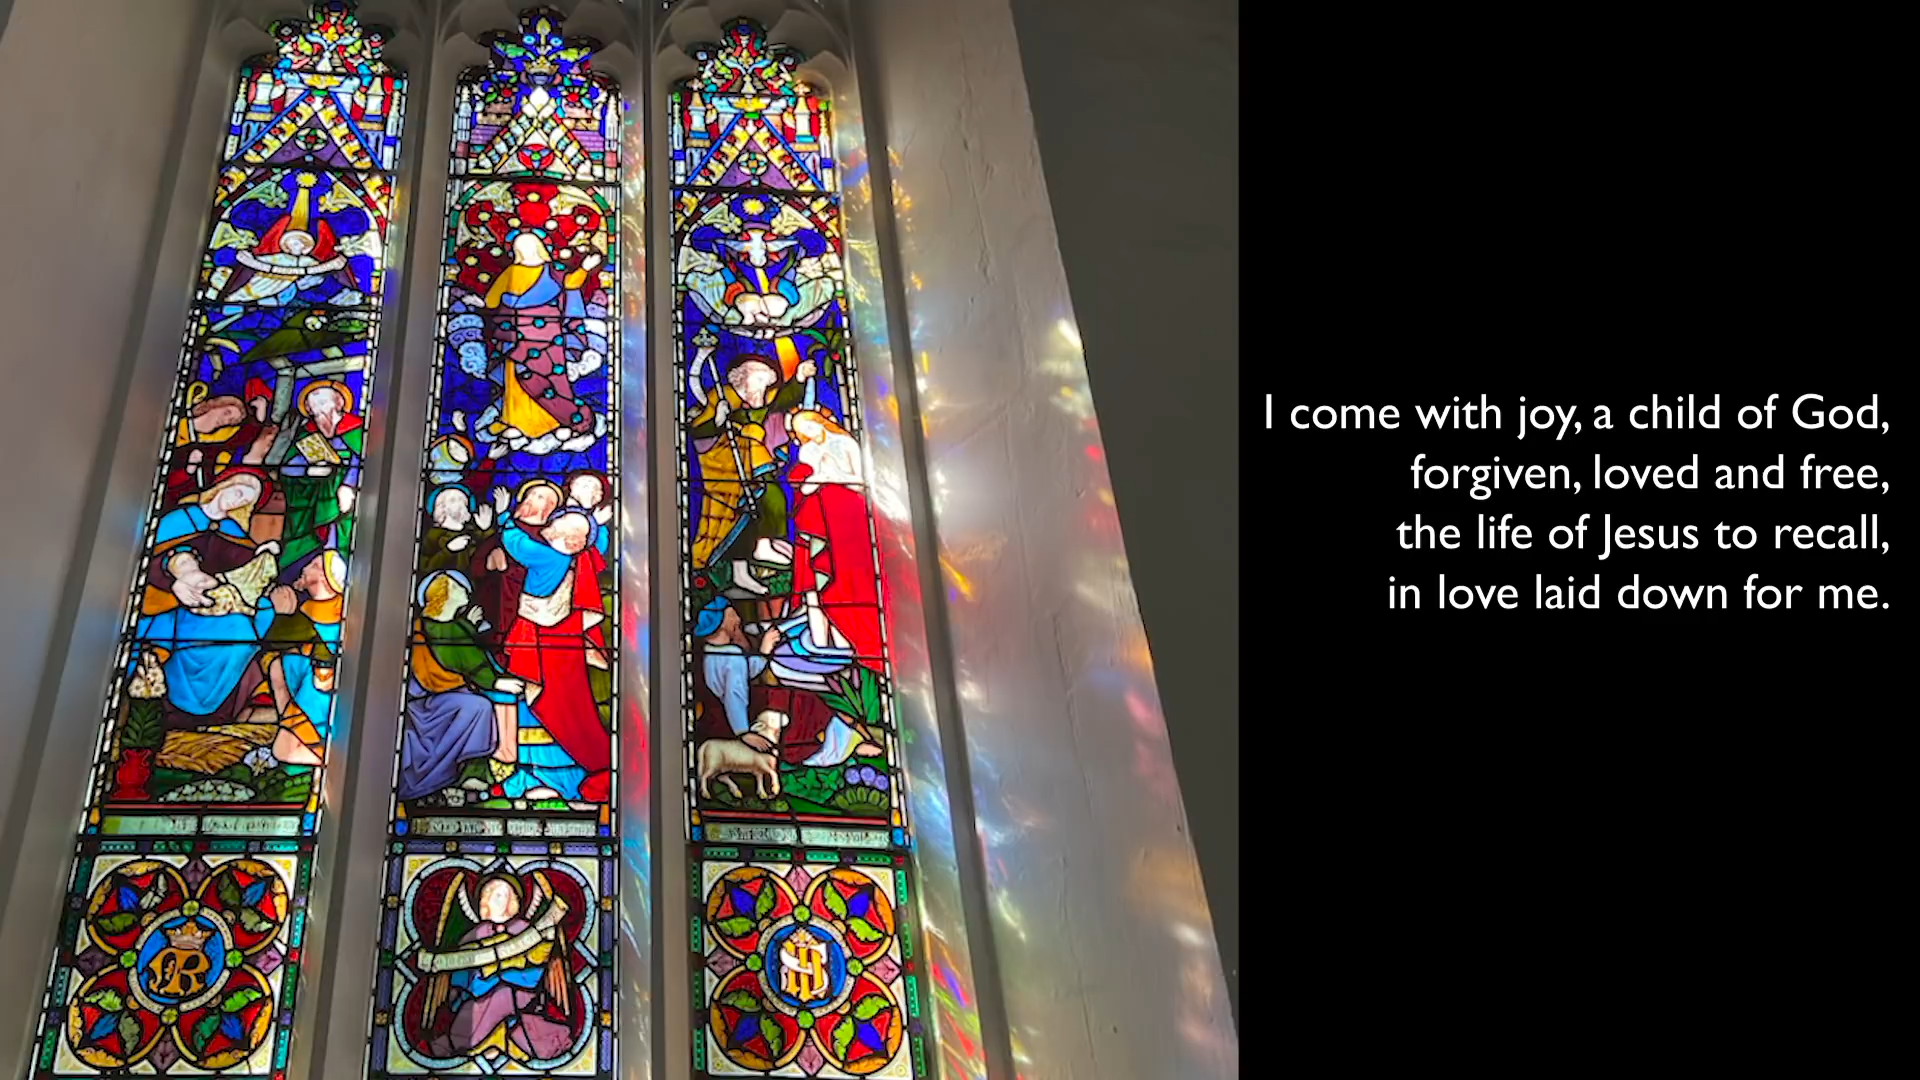 I come with joy, a child of God,
forgiven, loved and free,
the life of Jesus to recall,
in love laid down for me.